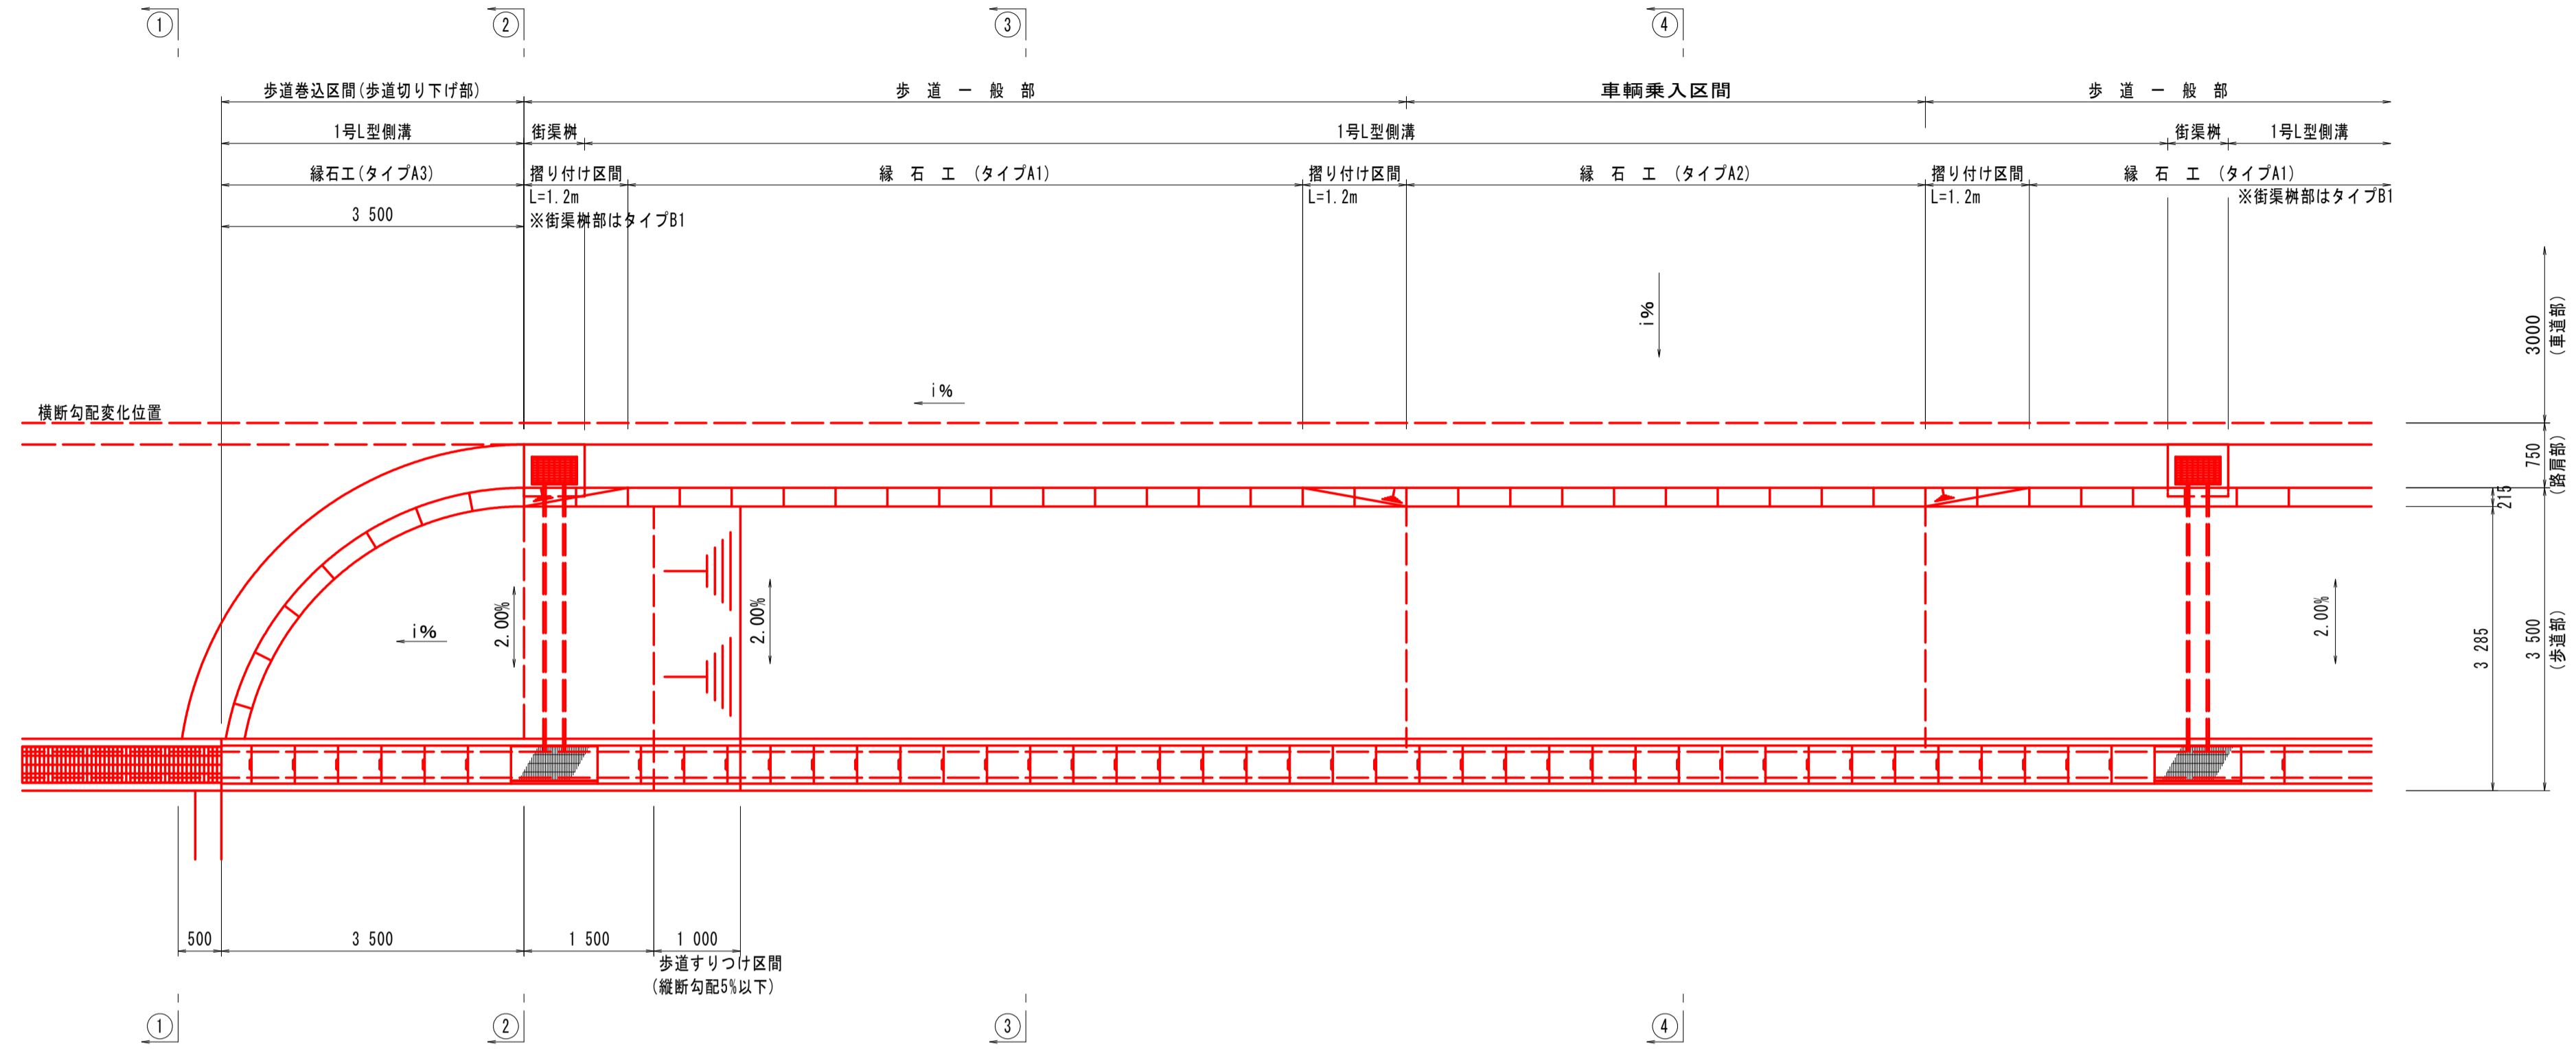 ① ② ③ ④
歩道巻込区間(歩道切り下げ部) 歩道一般部 車輌乗入区間 歩道一般部
1号L型側溝 街渠桝 1号L型側溝 街渠桝 1号L型側溝
縁石工(タイプA3) 摺り付け区間 縁石工(タイプA1) 摺り付け区間 縁石工(タイプA2) 摺り付け区間 縁石工(タイプA1)
L=1.2m L=1.2m L=1.2m ※街渠桝部はタイプB1
3 500 ※街渠桝部はタイプB1
i%
3000
(車道部)
i%
横断勾配変化位置
750
(路肩部)
215
i%
2.00%
2.00%
2.00%
3 285
3 500
(歩道部)
500 3 500 1 500 1 000
歩道すりつけ区間
(縦断勾配5%以下)
① ② ③ ④